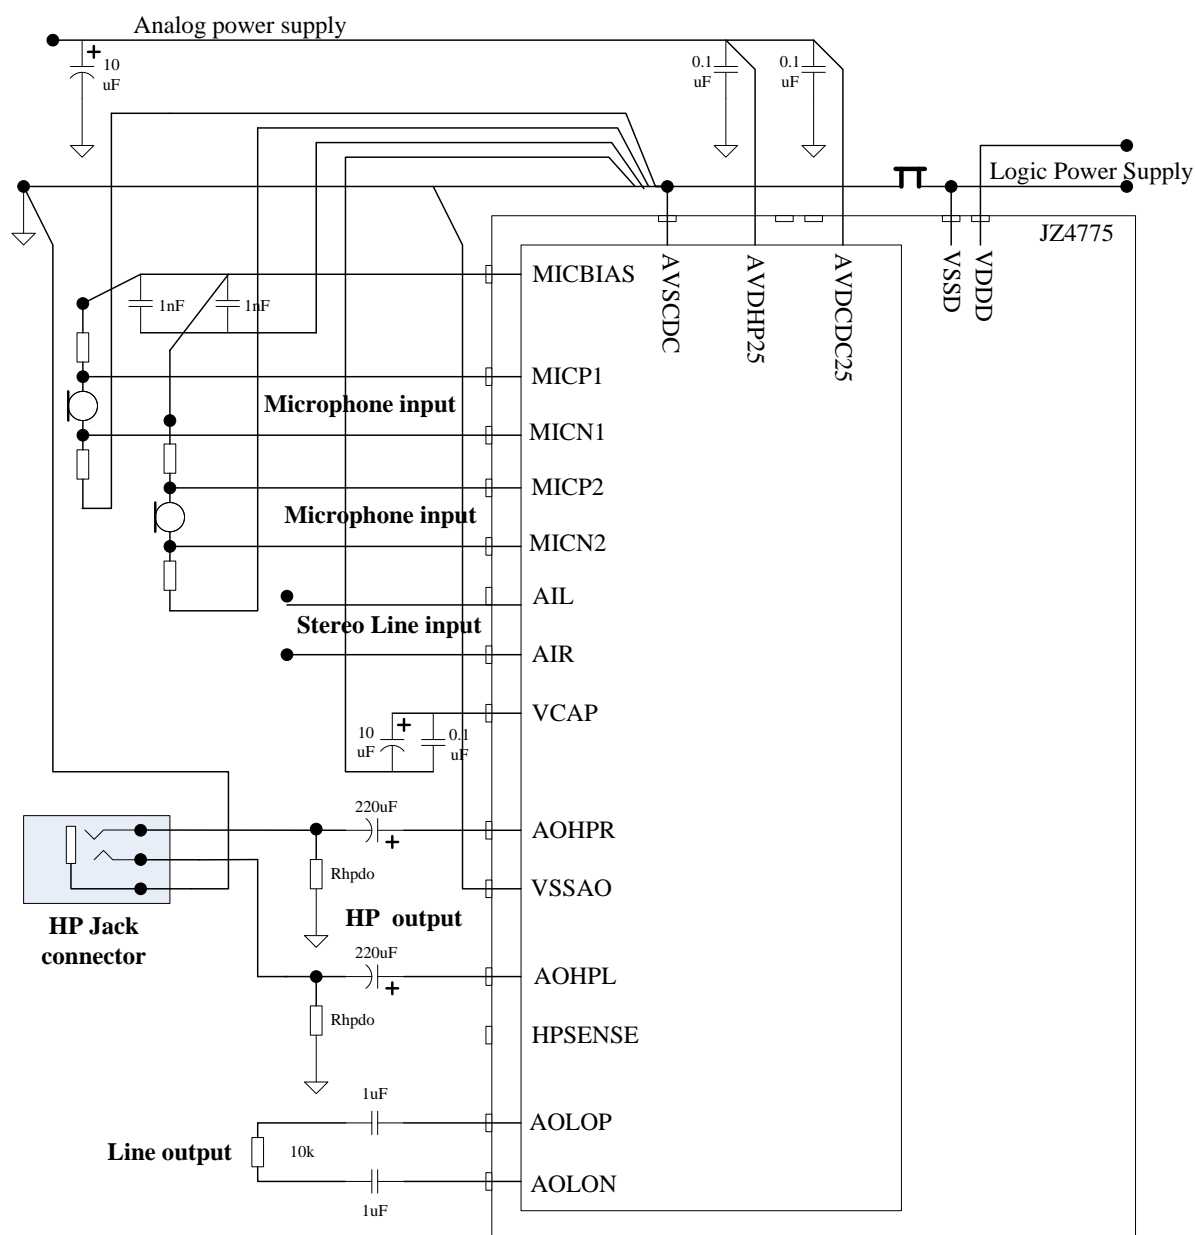 Analog power supply
+
10
uF
0.1
uF
0.1
uF
Logic Power Supply
JZ4775
AVSCDC
AVDHP25
AVDCDC25
VSSD
VDDD
MICBIAS
1nF
1nF
MICP1
Microphone input
MICN1
MICP2
Microphone input
MICN2
AIL
Stereo Line input
AIR
VCAP
10
uF
+
0.1
uF
220uF
+
AOHPR
Rhpdo
VSSAO
HP output
HP Jack
connector
220uF
+
AOHPL
Rhpdo
HPSENSE
1uF
AOLOP
Line output
10k
AOLON
1uF